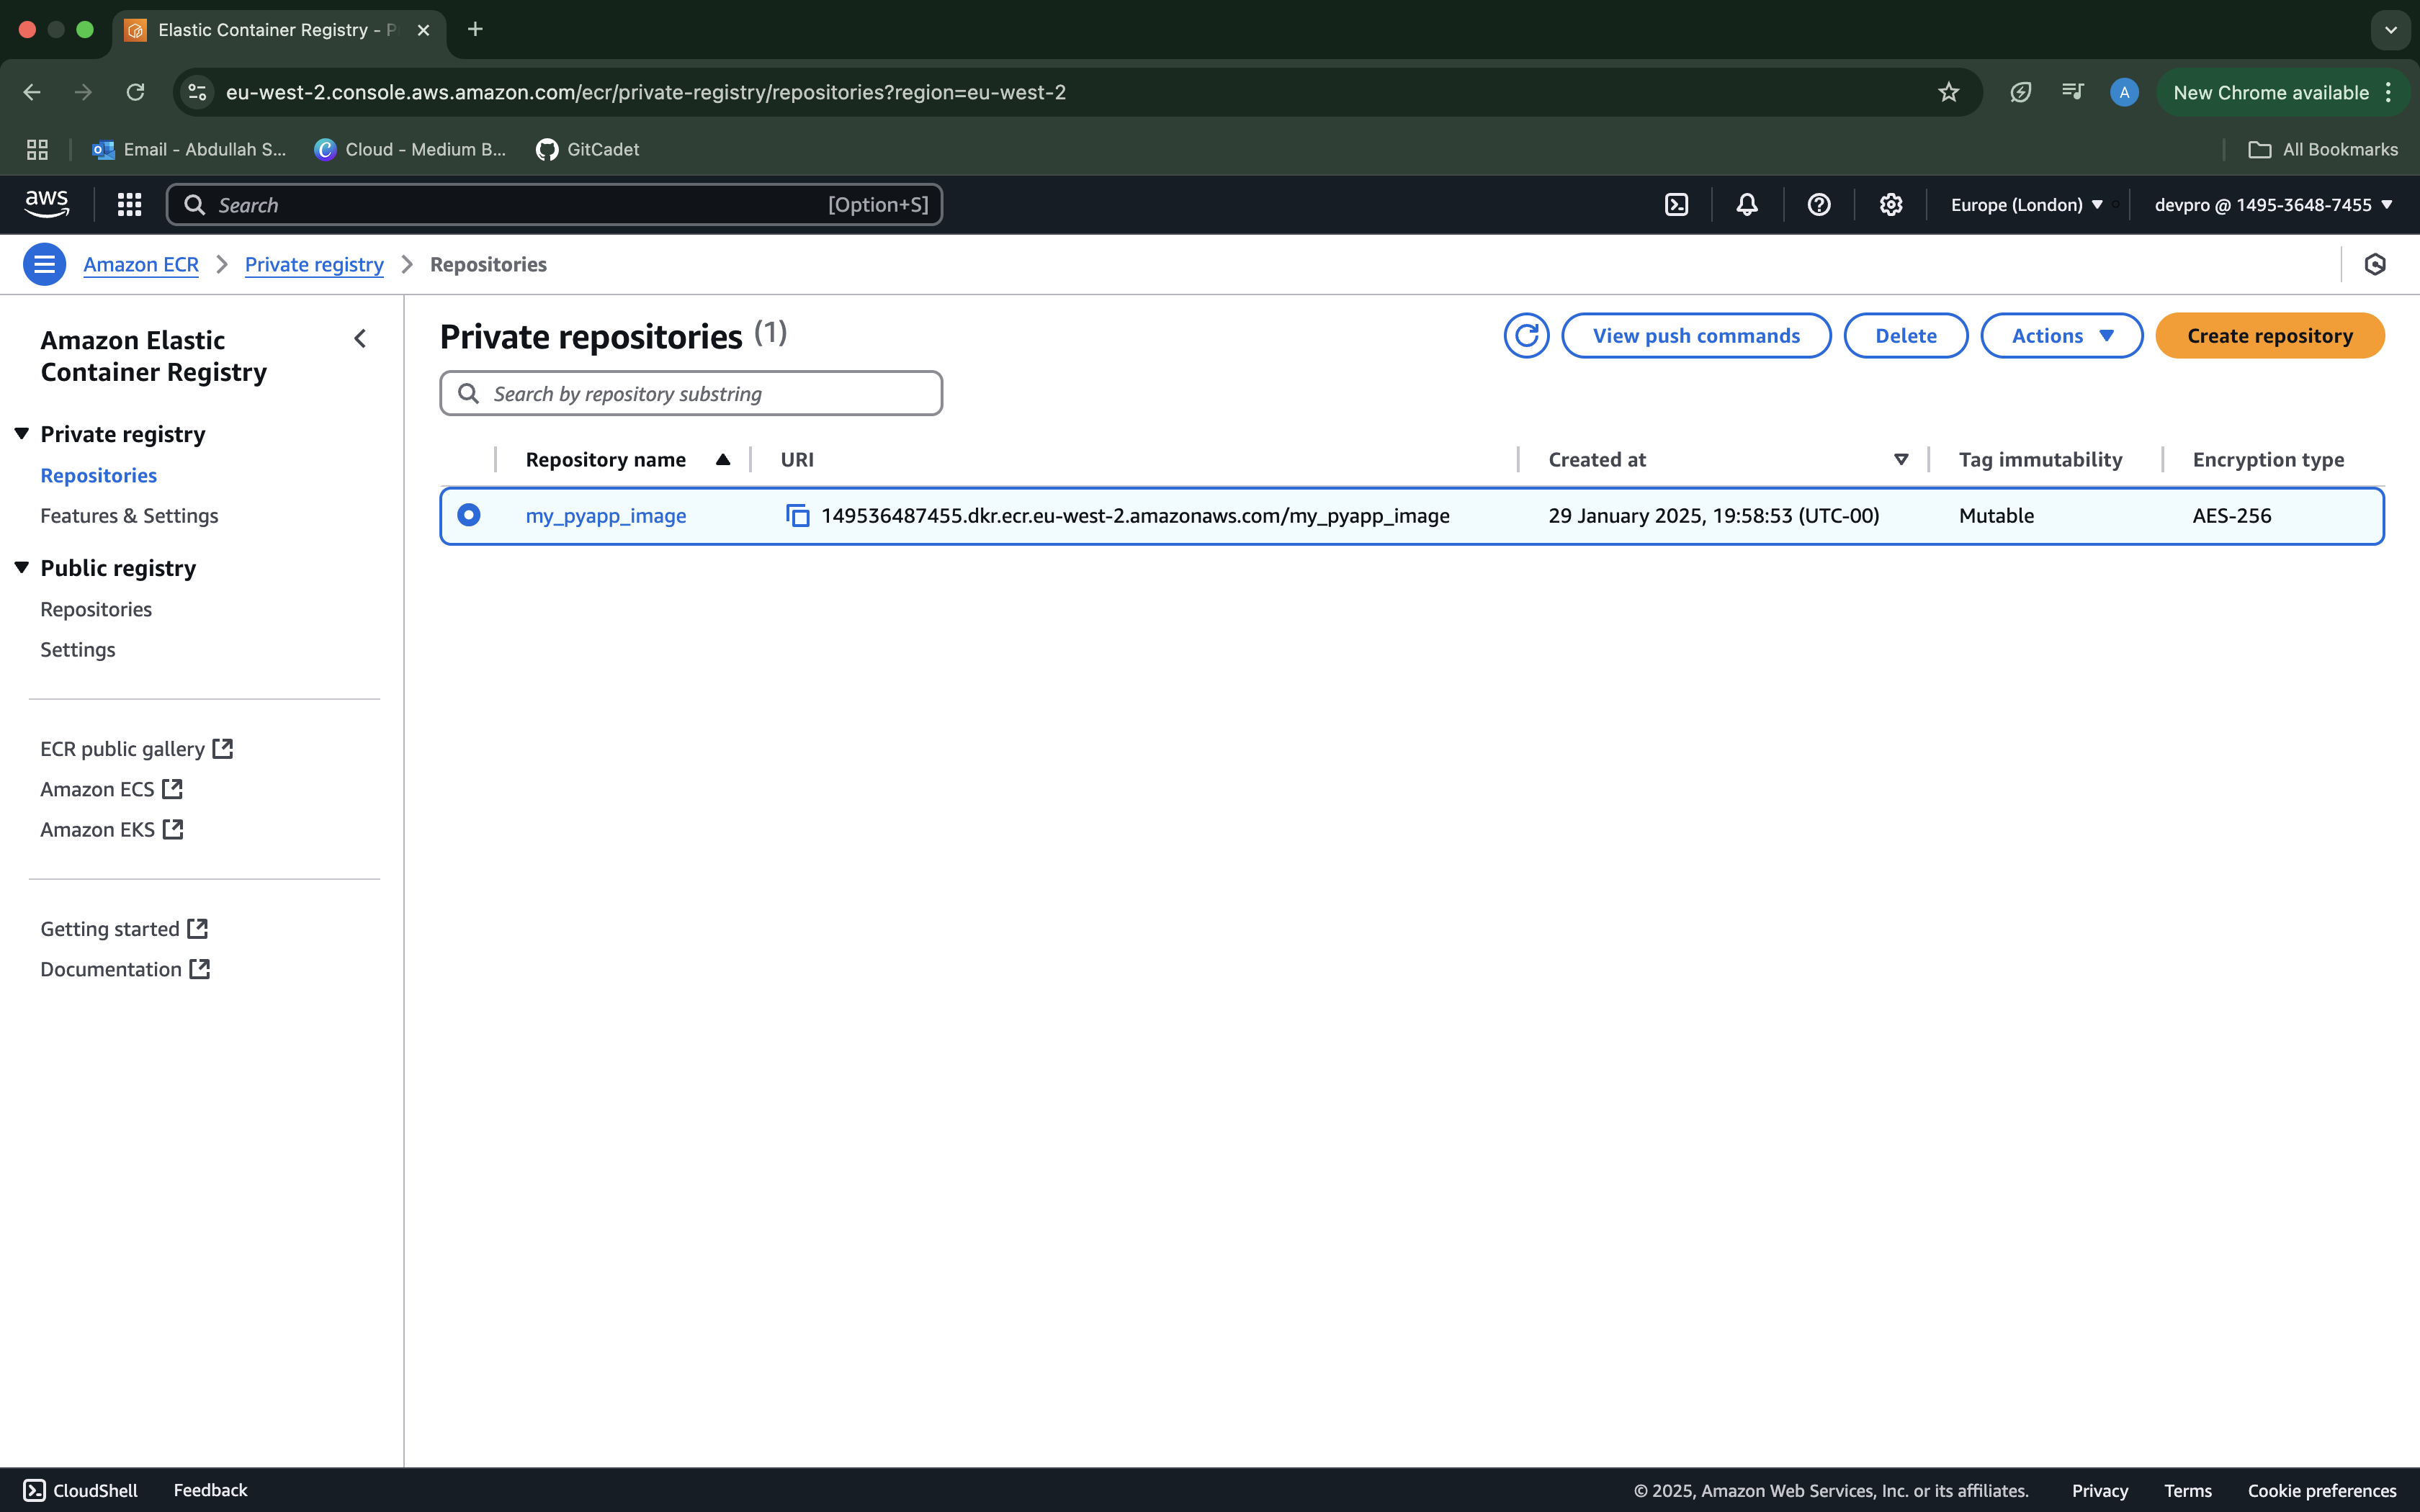 Elastic Container Registry - P
eu-west-2.console.aws.amazon.com/ecr/private-registry/repositories?region=eu-west-2
A
New Chrome available
Email - Abdullah S...
Cloud - Medium B...
GitCadet
All Bookmarks
aws
Search
[Option+S]
Europe (London)
devpro @ 1495-3648-7455
Amazon ECR
Private registry
Repositories
Amazon Elastic
Container Registry
Private registry
Repositories
Features & Settings
Public registry
Repositories
Settings
ECR public gallery
Amazon ECS
Amazon EKS
Getting started
Documentation
Private repositories (1)
View push commands
Delete
Actions
Create repository
Search by repository substring
Repository name
URI
Created at
Tag immutability
Encryption type
my_pyapp_image
149536487455.dkr.ecr.eu-west-2.amazonaws.com/my_pyapp_image
29 January 2025, 19:58:53 (UTC-00)
Mutable
AES-256
CloudShell
Feedback
© 2025, Amazon Web Services, Inc. or its affiliates.
Privacy
Terms
Cookie preferences